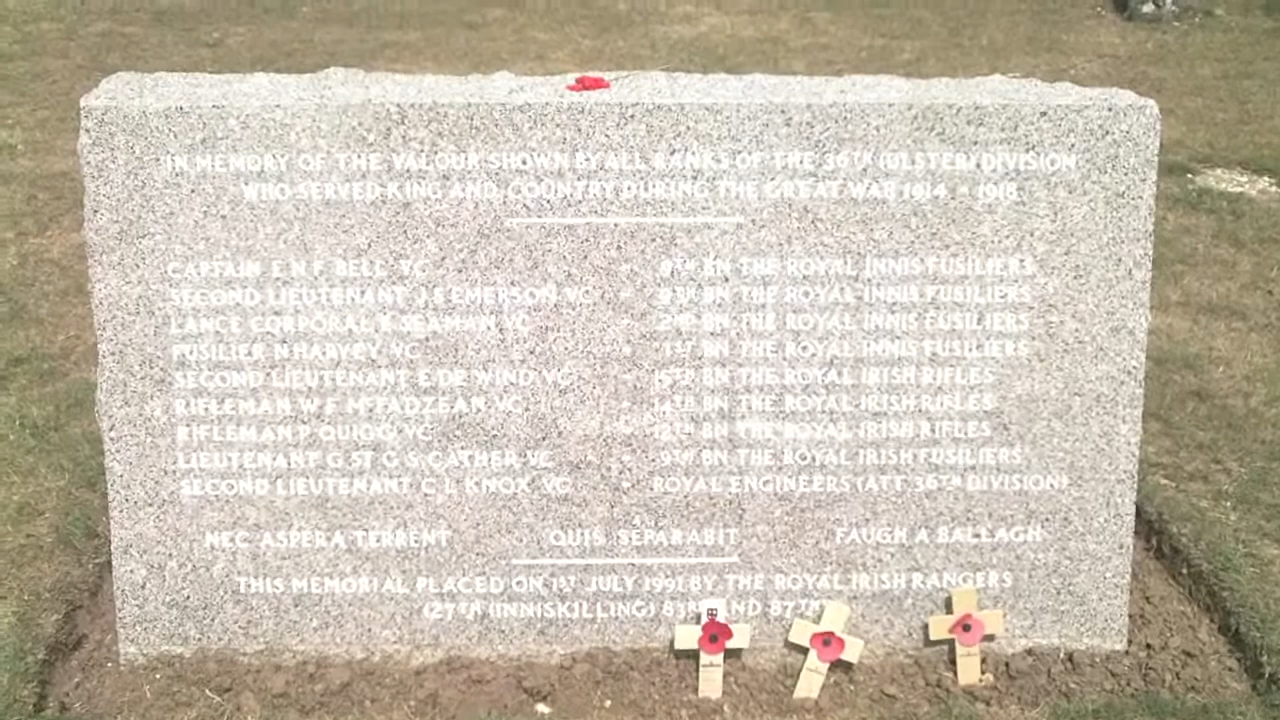 IN MEMORY OF THE VALOUR SHOWN BY ALL RANKS OF THE 36TH (ULSTER) DIVISION
WHO SERVED KING AND COUNTRY DURING THE GREAT WAR 1914 - 1918
CAPTAIN E N F BELL VC - 9TH BN THE ROYAL INNIS FUSILIERS
SECOND LIEUTENANT J S EMERSON VC - 9TH BN THE ROYAL INNIS FUSILIERS
LANCE CORPORAL E SEAMAN VC - 2ND BN THE ROYAL INNIS FUSILIERS
FUSILIER N HARVEY VC - 1ST BN THE ROYAL INNIS FUSILIERS
SECOND LIEUTENANT E DE WIND VC - 15TH BN THE ROYAL IRISH RIFLES
RIFLEMAN W F McFADZEAN VC - 14TH BN THE ROYAL IRISH RIFLES
RIFLEMAN R QUIGG VC - 12TH BN THE ROYAL IRISH RIFLES
LIEUTENANT G ST G S CATHER VC - 9TH BN THE ROYAL IRISH FUSILIERS
SECOND LIEUTENANT C L KNOX VC - ROYAL ENGINEERS (ATT 36TH DIVISION)
NEC ASPERA TERRENT QUIS SEPARABIT FAUGH A BALLAGH
THIS MEMORIAL PLACED ON 1ST JULY 1991 BY THE ROYAL IRISH RANGERS
(27TH (INNISKILLING) 83RD AND 87TH)